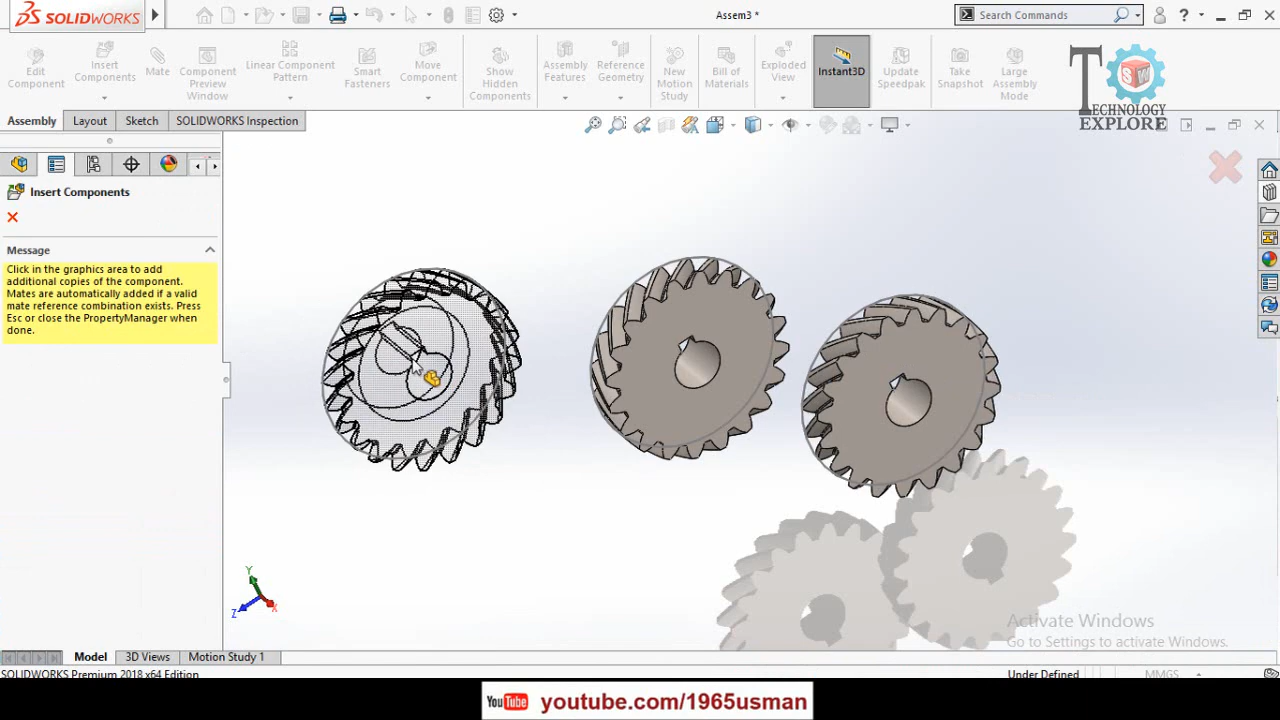 SOLIDWORKS
Assem3 *
Search Commands
?
Edit Component
Insert Components
Mate
Component Preview Window
Linear Component Pattern
Smart Fasteners
Move Component
Show Hidden Components
Assembly Features
Reference Geometry
New Motion Study
Bill of Materials
Exploded View
Instant3D
Update Speedpak
Take Snapshot
Large Assembly Mode
TECHNOLOGY
EXPLORE
Assembly
Layout
Sketch
SOLIDWORKS Inspection
Insert Components
Message
Click in the graphics area to add
additional copies of the component.
Mates are automatically added if a valid
mate reference combination exists. Press
Esc or close the PropertyManager when
done.
Y
Z
X
Activate Windows
Go to Settings to activate Windows.
Model
3D Views
Motion Study 1
SOLIDWORKS Premium 2018 x64 Edition
Under Defined
MMGS
YouTube
youtube.com/1965usman